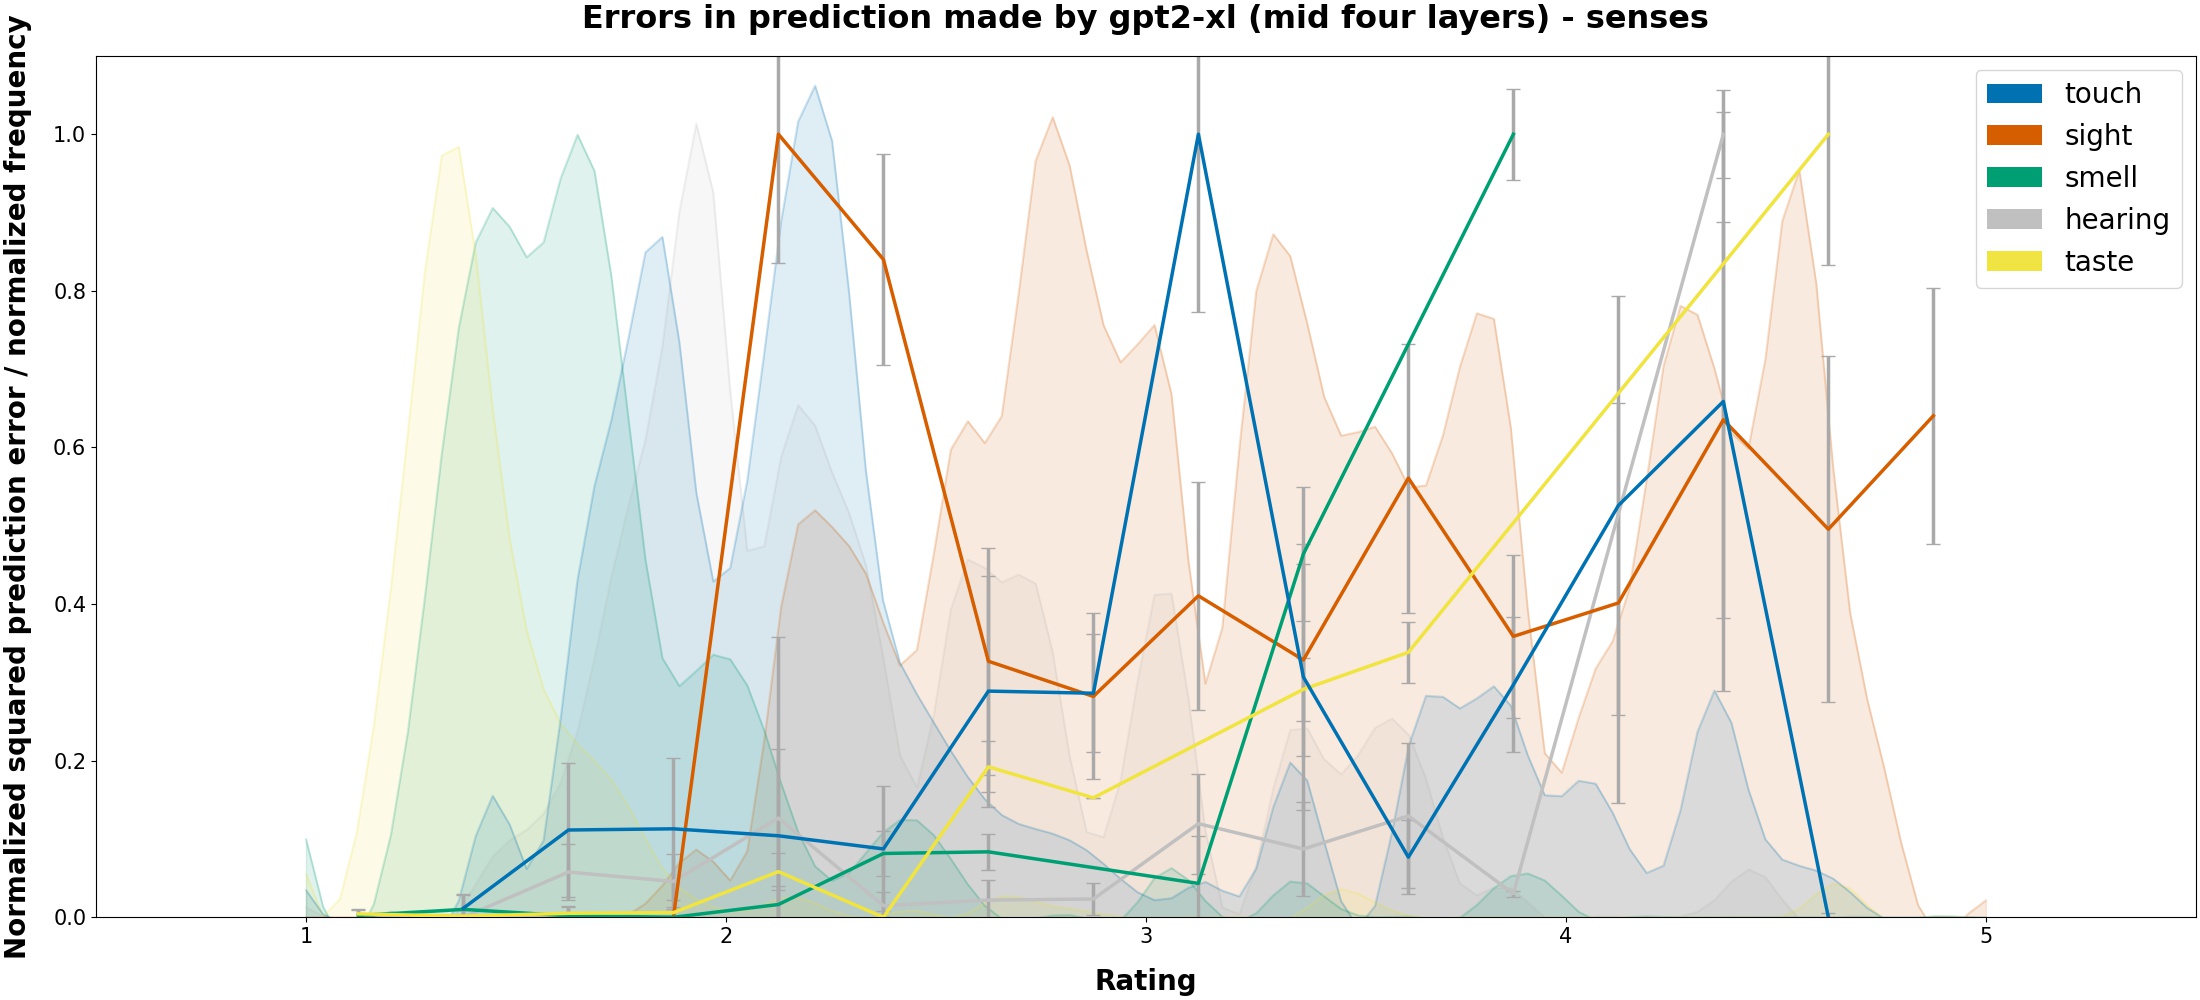 Errors in prediction made by gpt2-xl (mid four layers) - senses
Normalized squared prediction error / normalized frequency
1.0
0.8
0.6
0.4
0.2
0.0
touch
sight
smell
hearing
taste
1 2 3 4 5
Rating